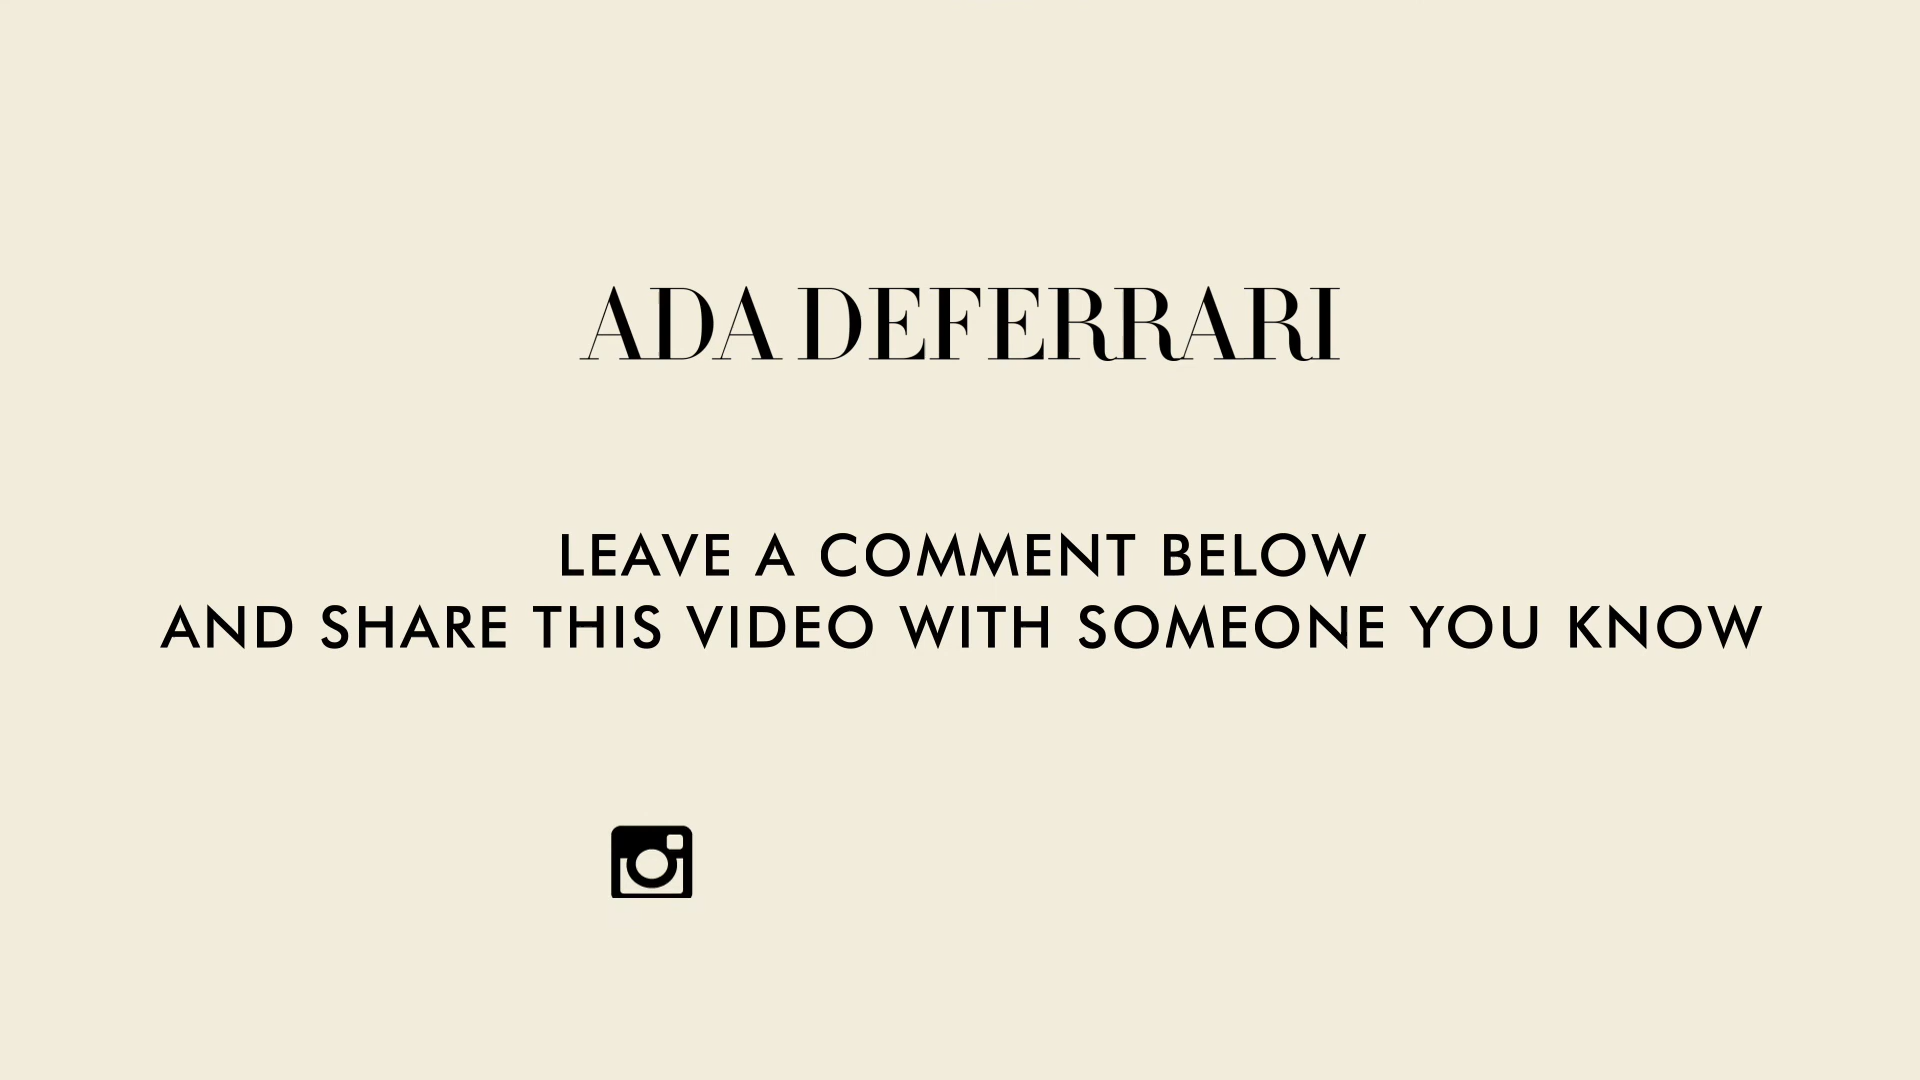 ADA DEFERRARI
LEAVE A COMMENT BELOW
AND SHARE THIS VIDEO WITH SOMEONE YOU KNOW